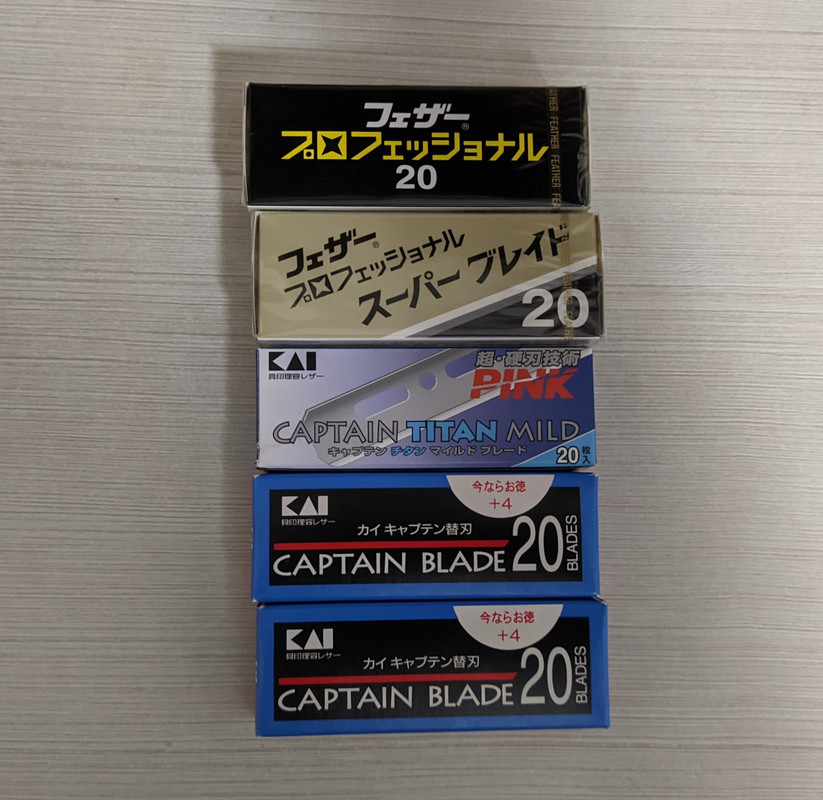 フェザー®
プロフェッショナル
20
FEATHER FEATHER FEATHER
フェザー®
プロフェッショナル
スーパー ブレイド
20
KAI
貝印理容レザー
超・硬刃技術
PINK
CAPTAIN TITAN MILD
キャプテン チタン マイルド ブレード
20枚入
今ならお徳
+4
KAI
貝印理容レザー
カイ キャプテン替刃
CAPTAIN BLADE 20 BLADES
今ならお徳
+4
KAI
貝印理容レザー
カイ キャプテン替刃
CAPTAIN BLADE 20 BLADES